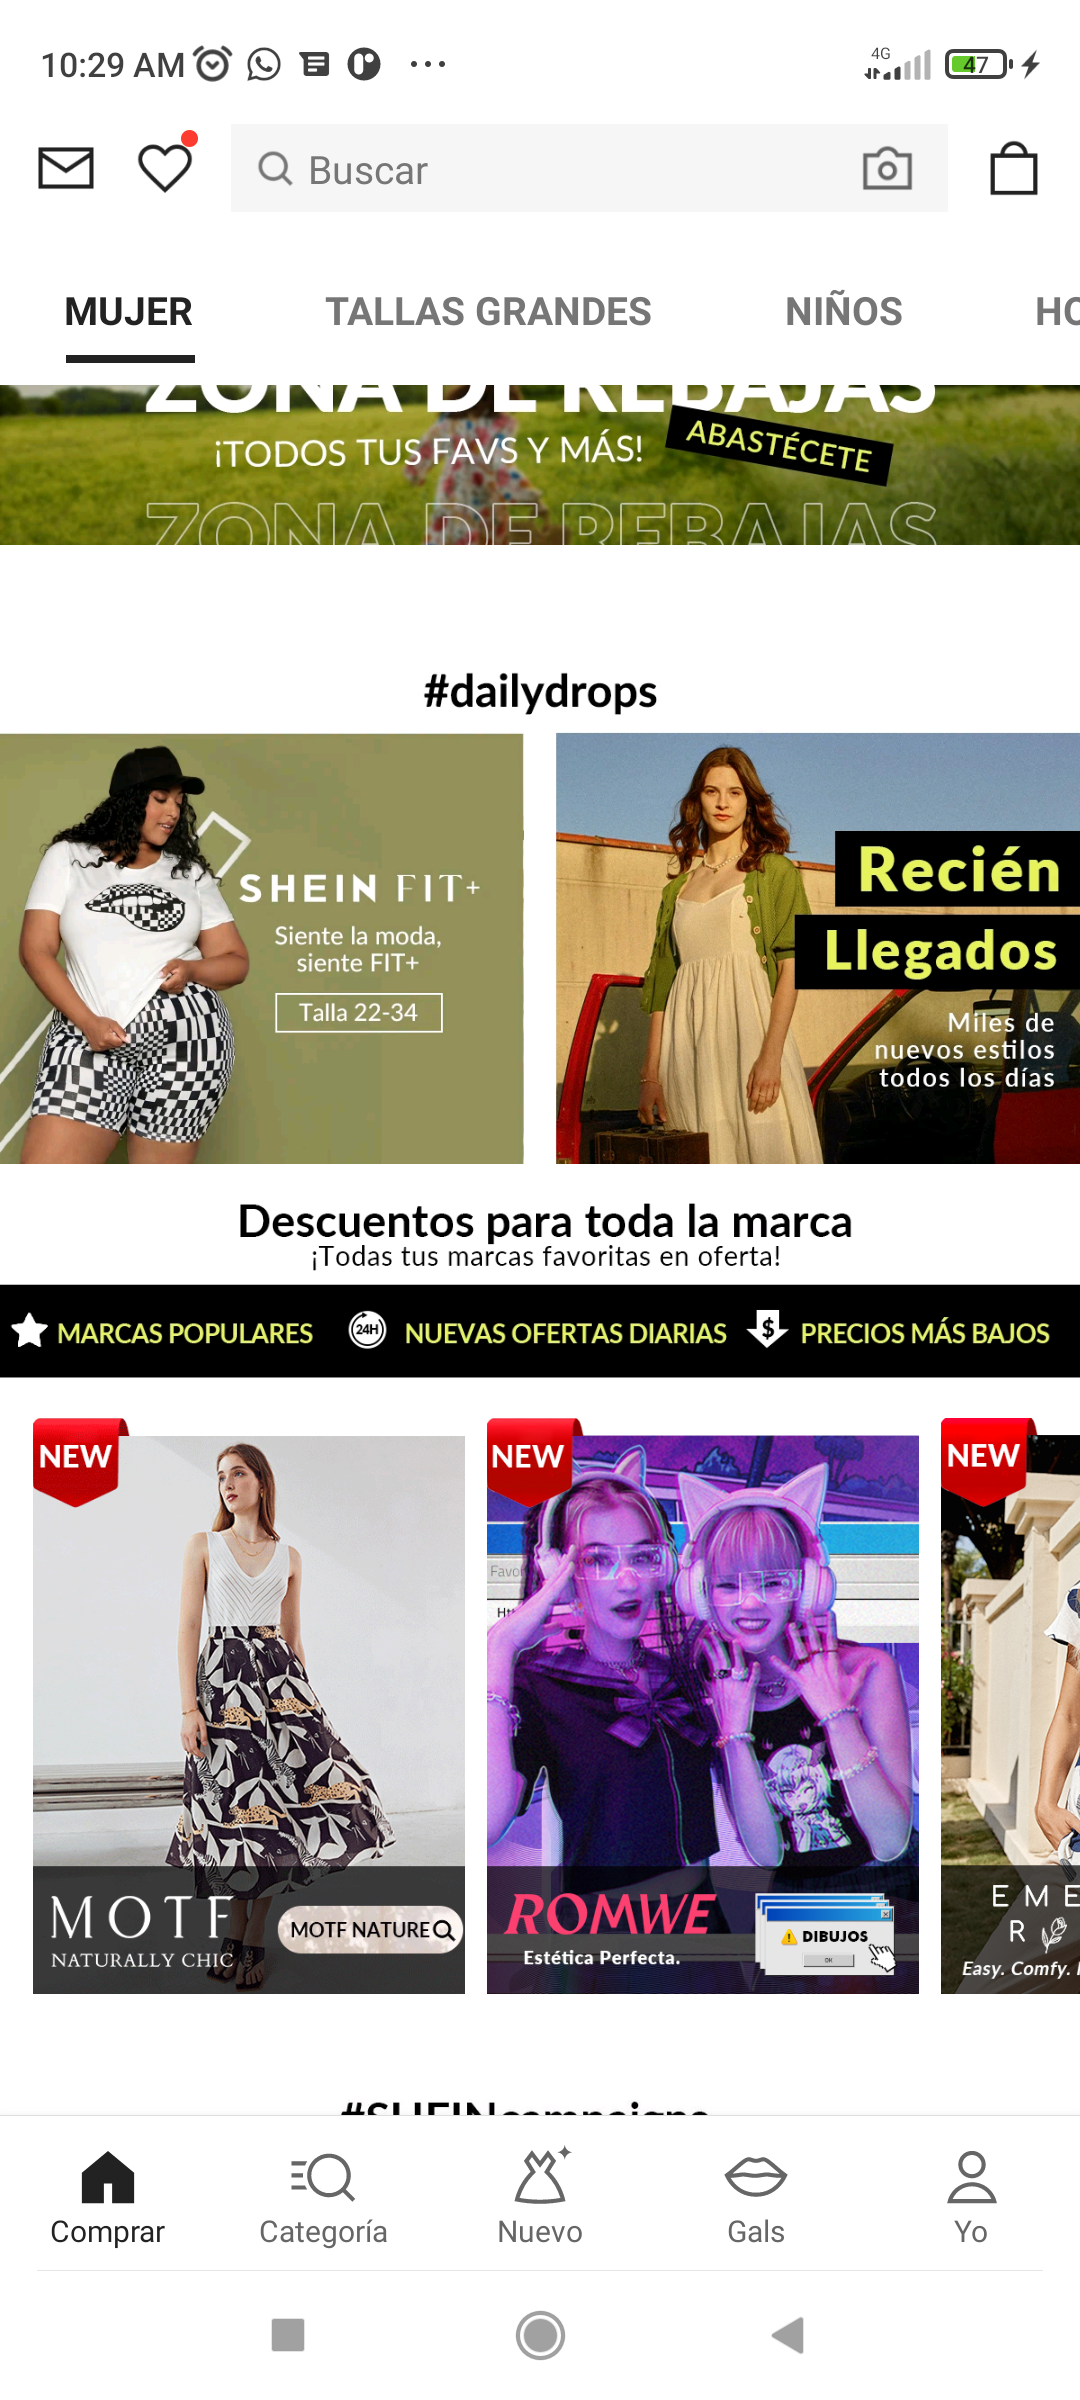 10:29 AM
4G
47
Buscar
MUJER
TALLAS GRANDES
NIÑOS
HO
ZONA DE REBAJAS
¡TODOS TUS FAVS Y MÁS!
ABASTÉCETE
ZONA DE REBAJAS
#dailydrops
SHEIN FIT+
Siente la moda,
siente FIT+
Talla 22-34
Recién
Llegados
Miles de
nuevos estilos
todos los días
Descuentos para toda la marca
¡Todas tus marcas favoritas en oferta!
MARCAS POPULARES
24H
NUEVAS OFERTAS DIARIAS
$
PRECIOS MÁS BAJOS
NEW
MOTF
NATURALLY CHIC
MOTF NATURE
NEW
Favo
Ht
ROMWE
Estética Perfecta.
DIBUJOS
OK
NEW
EME
R
Easy. Comfy.
#SHEINcampaigns
Comprar
Categoría
Nuevo
Gals
Yo